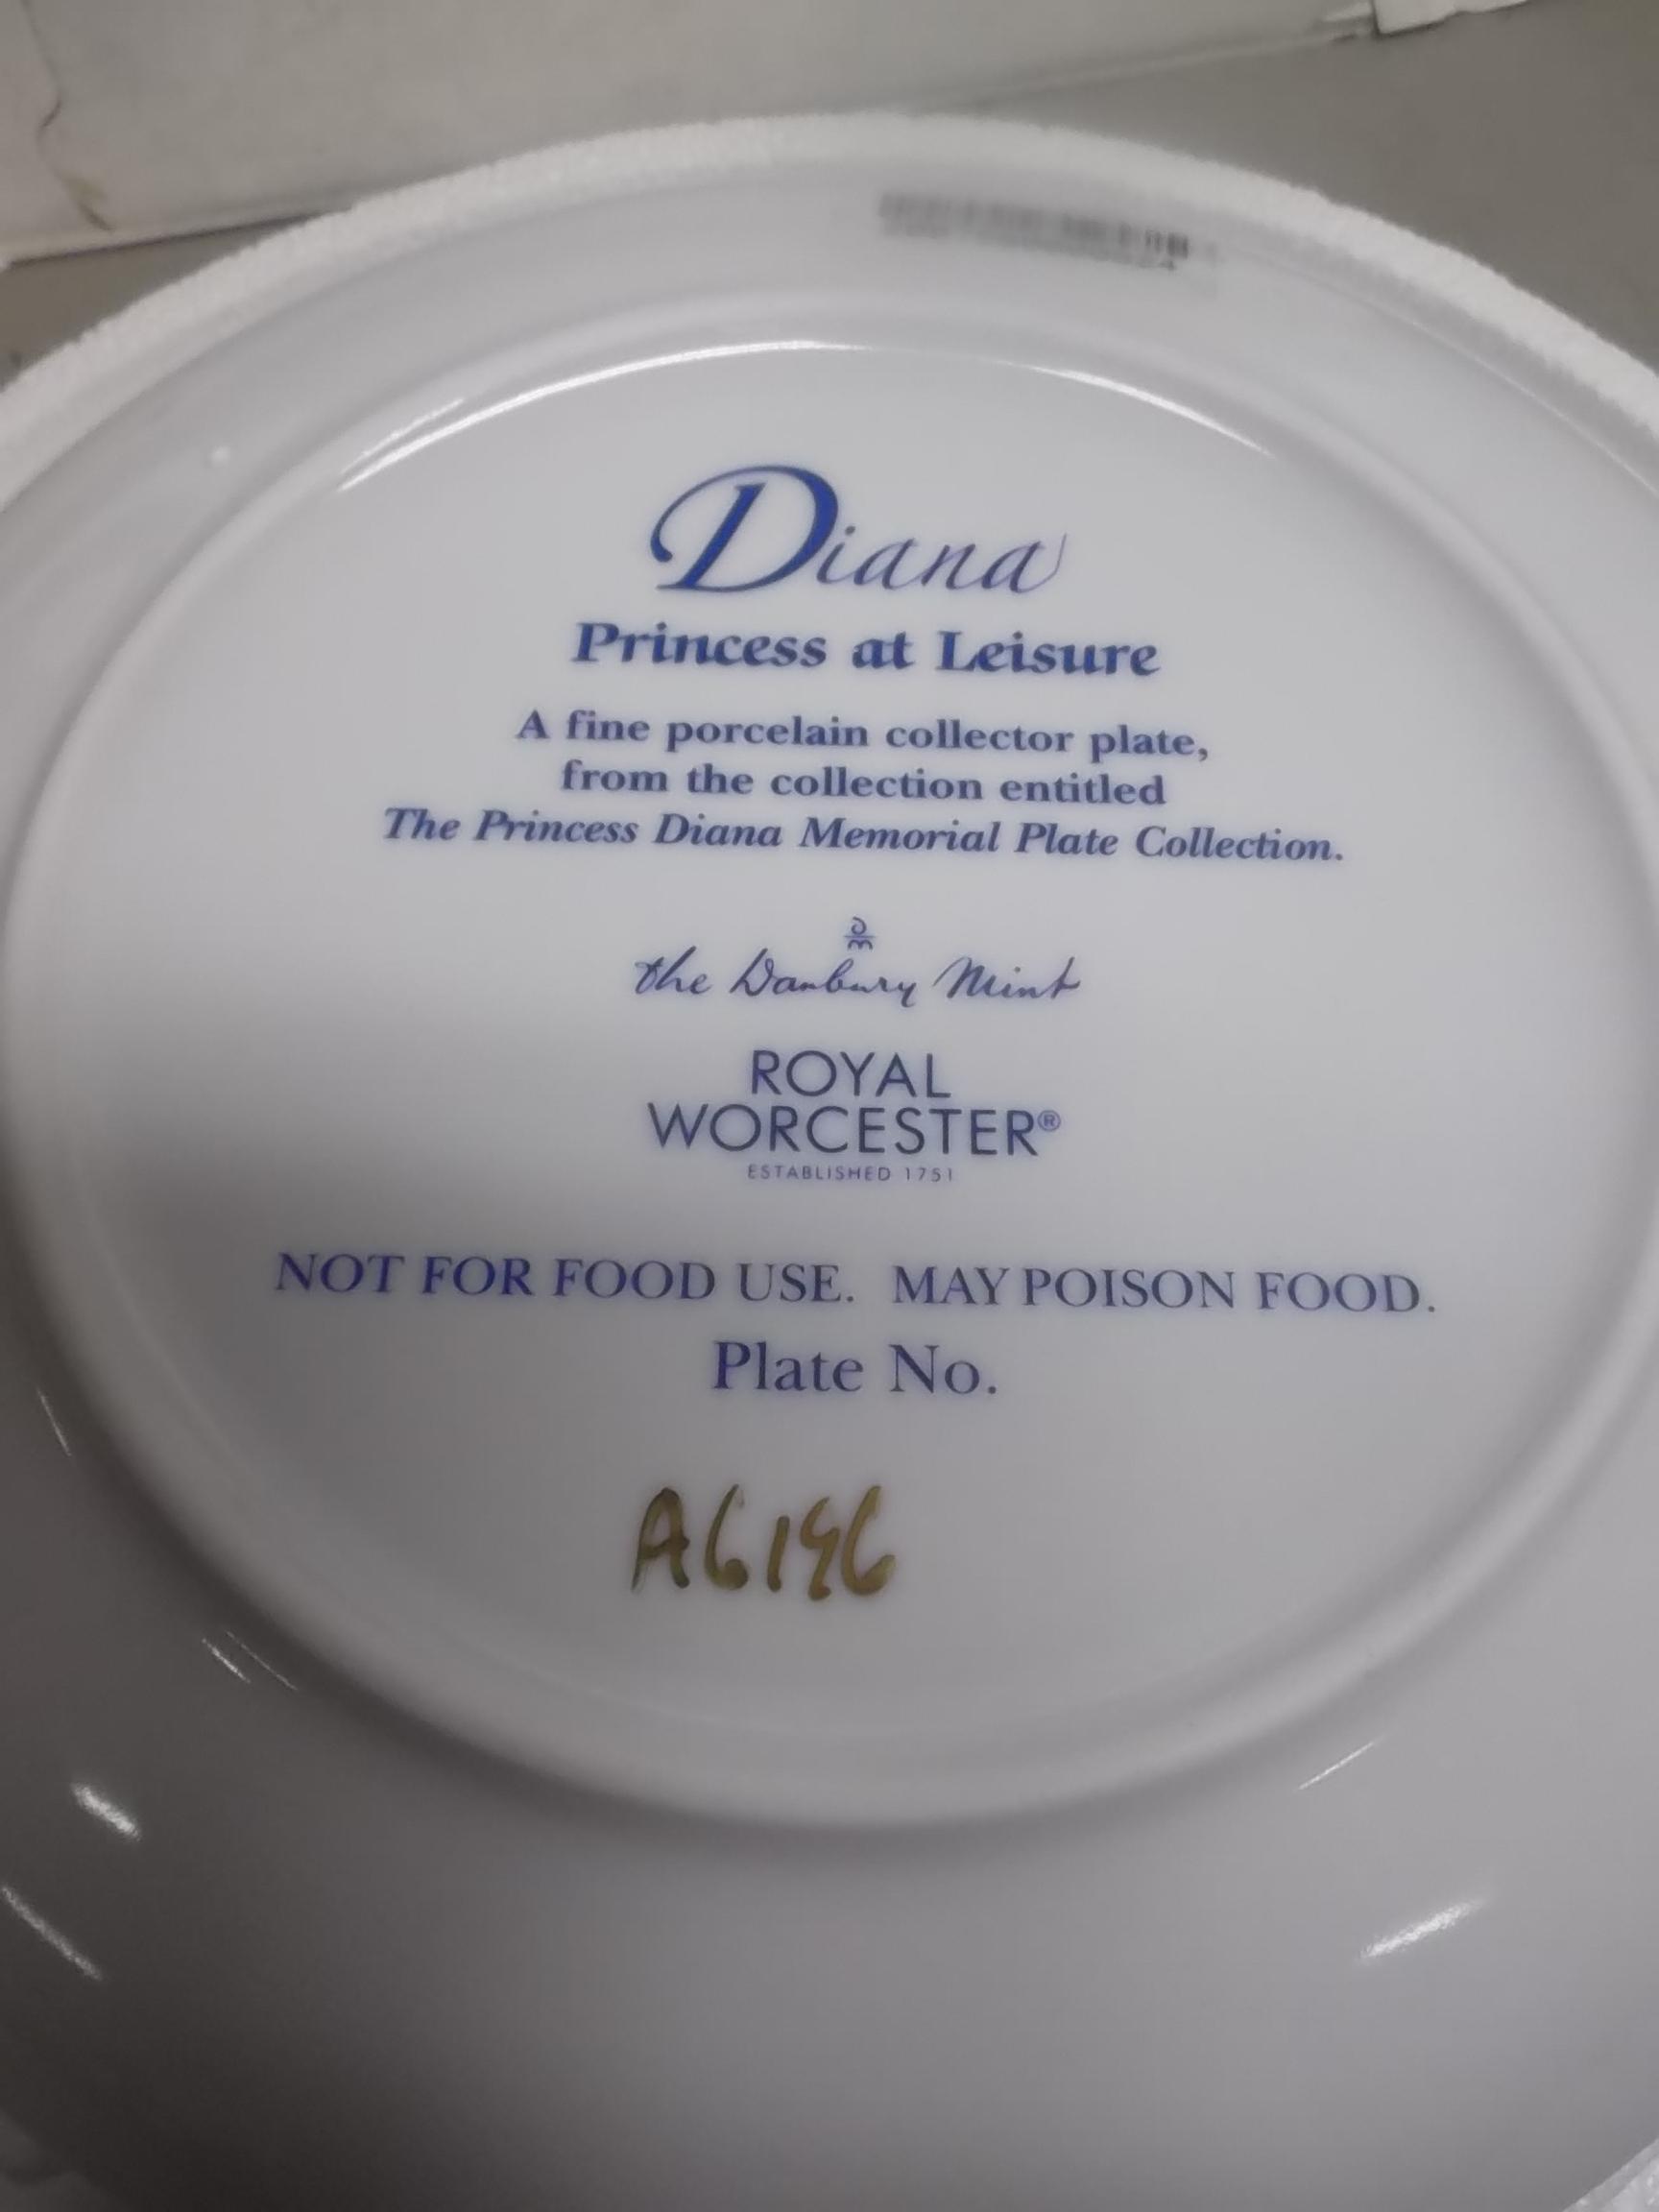 Diana
Princess at Leisure
A fine porcelain collector plate,
from the collection entitled
The Princess Diana Memorial Plate Collection.
the Danbury Mint
ROYAL
WORCESTER®
ESTABLISHED 1751
NOT FOR FOOD USE. MAY POISON FOOD.
Plate No.
A6196